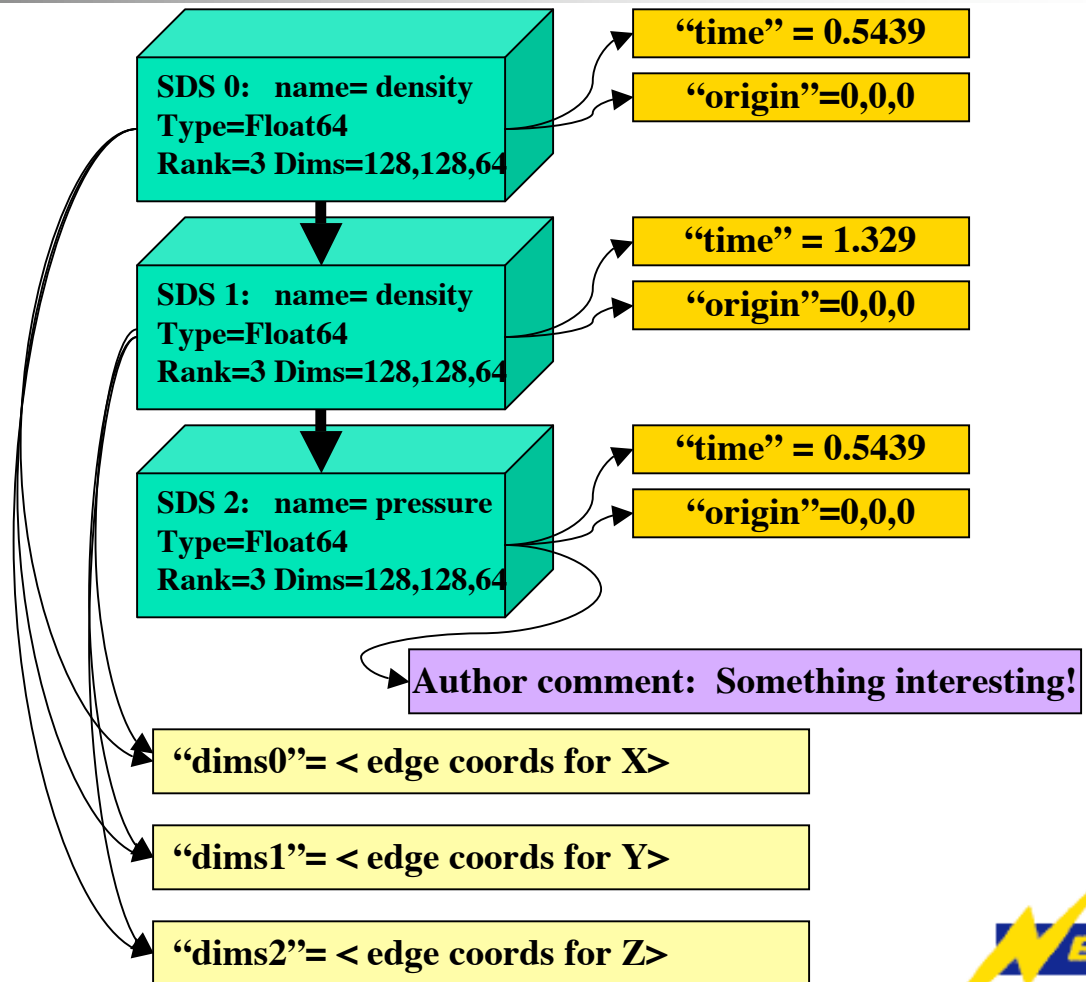 “time” = 0.5439
“origin”=0,0,0
SDS 0: name= density
Type=Float64
Rank=3 Dims=128,128,64
“time” = 1.329
“origin”=0,0,0
SDS 1: name= density
Type=Float64
Rank=3 Dims=128,128,64
“time” = 0.5439
“origin”=0,0,0
SDS 2: name= pressure
Type=Float64
Rank=3 Dims=128,128,64
Author comment: Something interesting!
“dims0”= < edge coords for X>
“dims1”= < edge coords for Y>
“dims2”= < edge coords for Z>